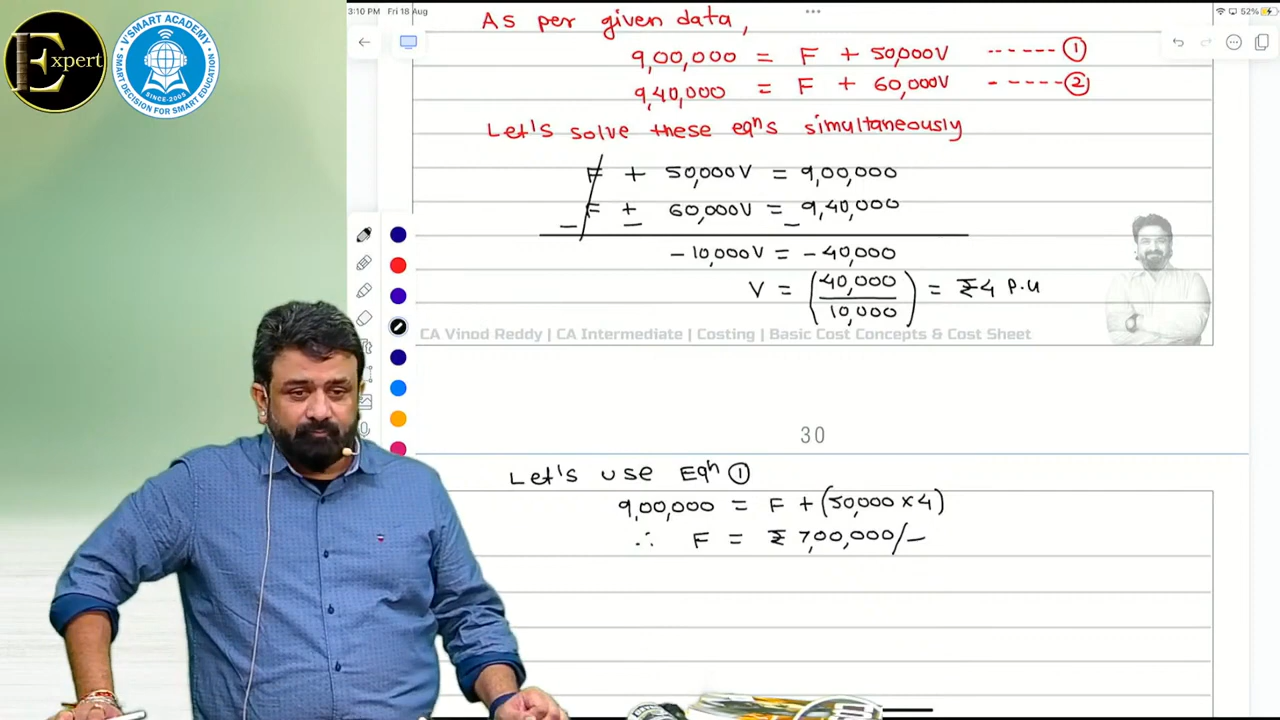 3:10 PM Fri 18 Aug
52%
Expert
V'SMART ACADEMY
SMART DECISION FOR SMART EDUCATION
SINCE-2005
As per given data,
9,00,000 = F + 50,000V ------ ①
9,40,000 = F + 60,000V ------ ②
Let's solve these eqⁿs simultaneously
F + 50,000V = 9,00,000
F + 60,000V = 9,40,000
− − −
-10,000V = -40,000
V = (40,000/10,000) = ₹4 P.U
CA Vinod Reddy | CA Intermediate | Costing | Basic Cost Concepts & Cost Sheet
30
Let's use Eqⁿ ①
9,00,000 = F + (50,000 × 4)
∴ F = ₹ 7,00,000/-